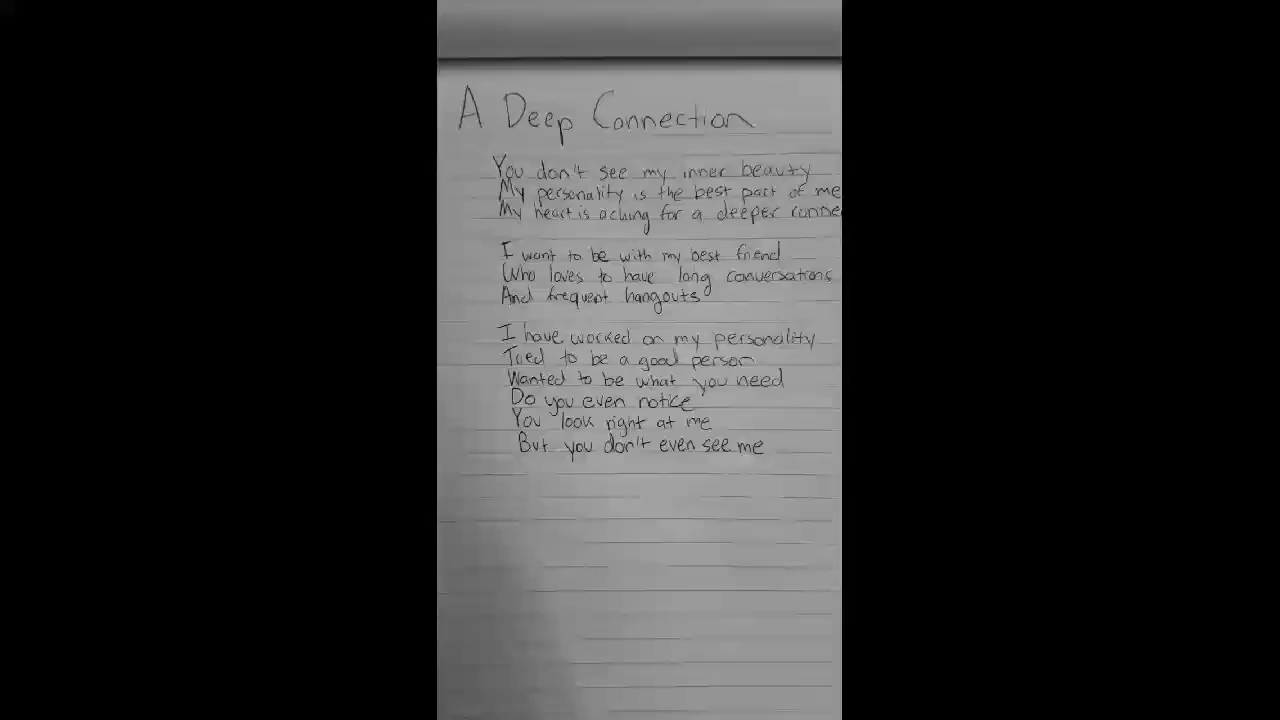 A Deep Connection
You don't see my inner beauty
My personality is the best part of me
My heart is aching for a deeper conne
I want to be with my best friend
Who loves to have long conversations
And frequent hangouts
I have worked on my personality
Tried to be a good person
Wanted to be what you need
Do you even notice
You look right at me
But you don't even see me